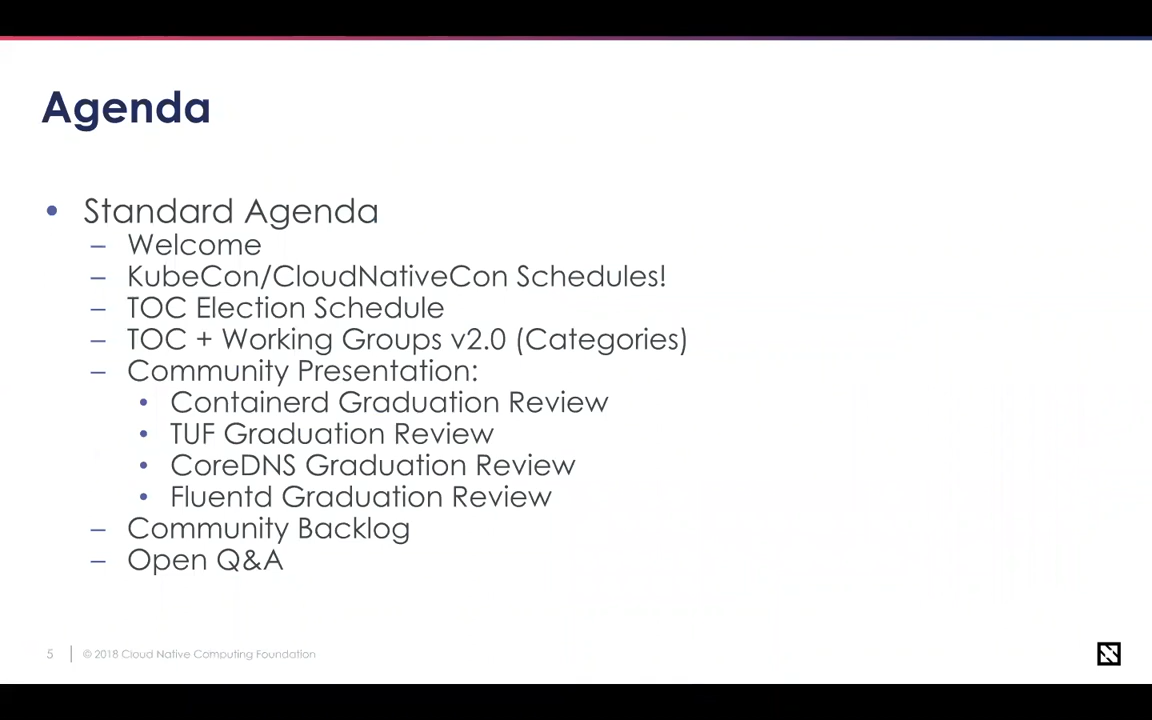 Agenda
• Standard Agenda
– Welcome
– KubeCon/CloudNativeCon Schedules!
– TOC Election Schedule
– TOC + Working Groups v2.0 (Categories)
– Community Presentation:
• Containerd Graduation Review
• TUF Graduation Review
• CoreDNS Graduation Review
• Fluentd Graduation Review
– Community Backlog
– Open Q&A
5 | © 2018 Cloud Native Computing Foundation